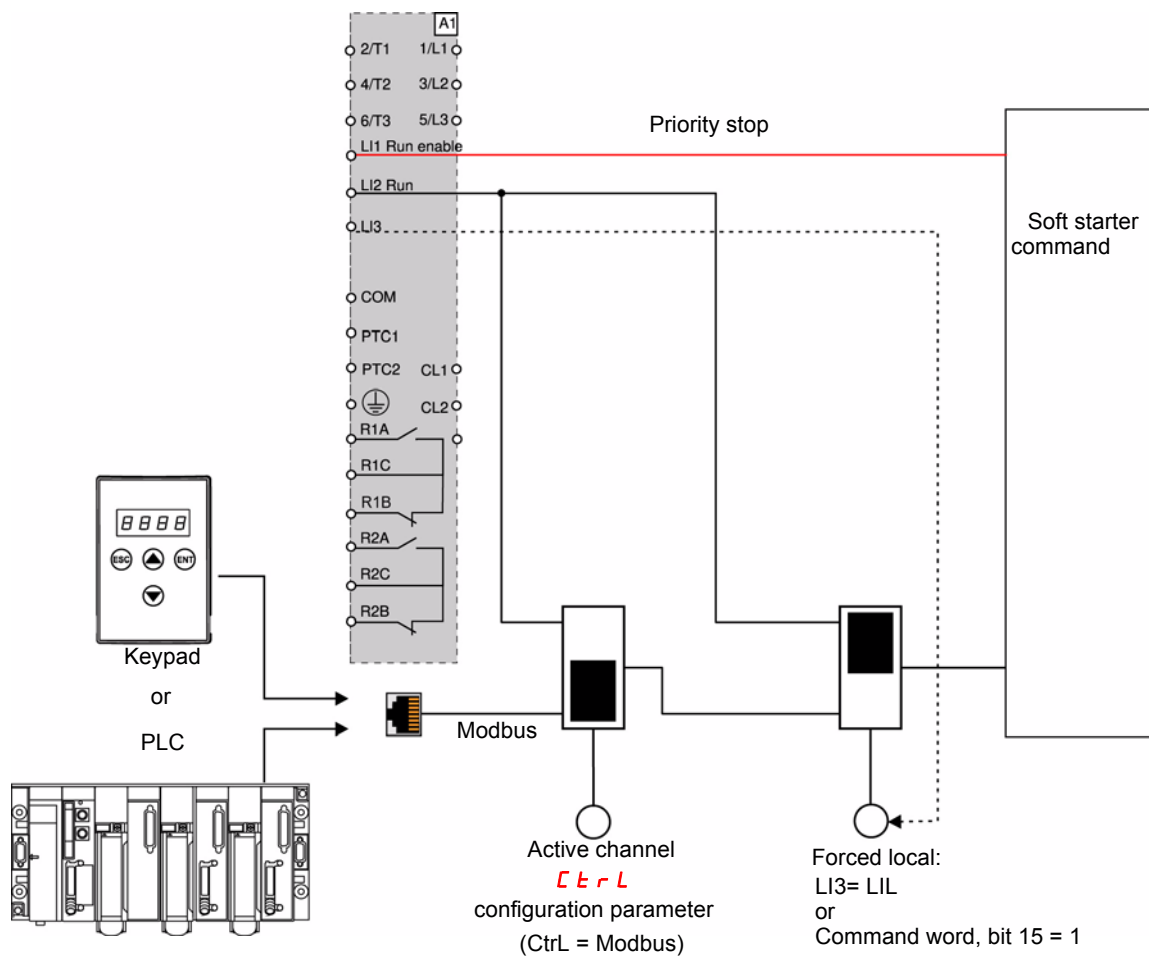 A1
2/T1 1/L1
4/T2 3/L2
6/T3 5/L3
Priority stop
LI1 Run enable
LI2 Run
LI3
Soft starter
command
COM
PTC1
PTC2 CL1
CL2
R1A
R1C
R1B
R2A
R2C
R2B
8888
ESC ENT
Keypad
or
PLC
Modbus
Active channel
CtrL
configuration parameter
(CtrL = Modbus)
Forced local:
LI3= LIL
or
Command word, bit 15 = 1